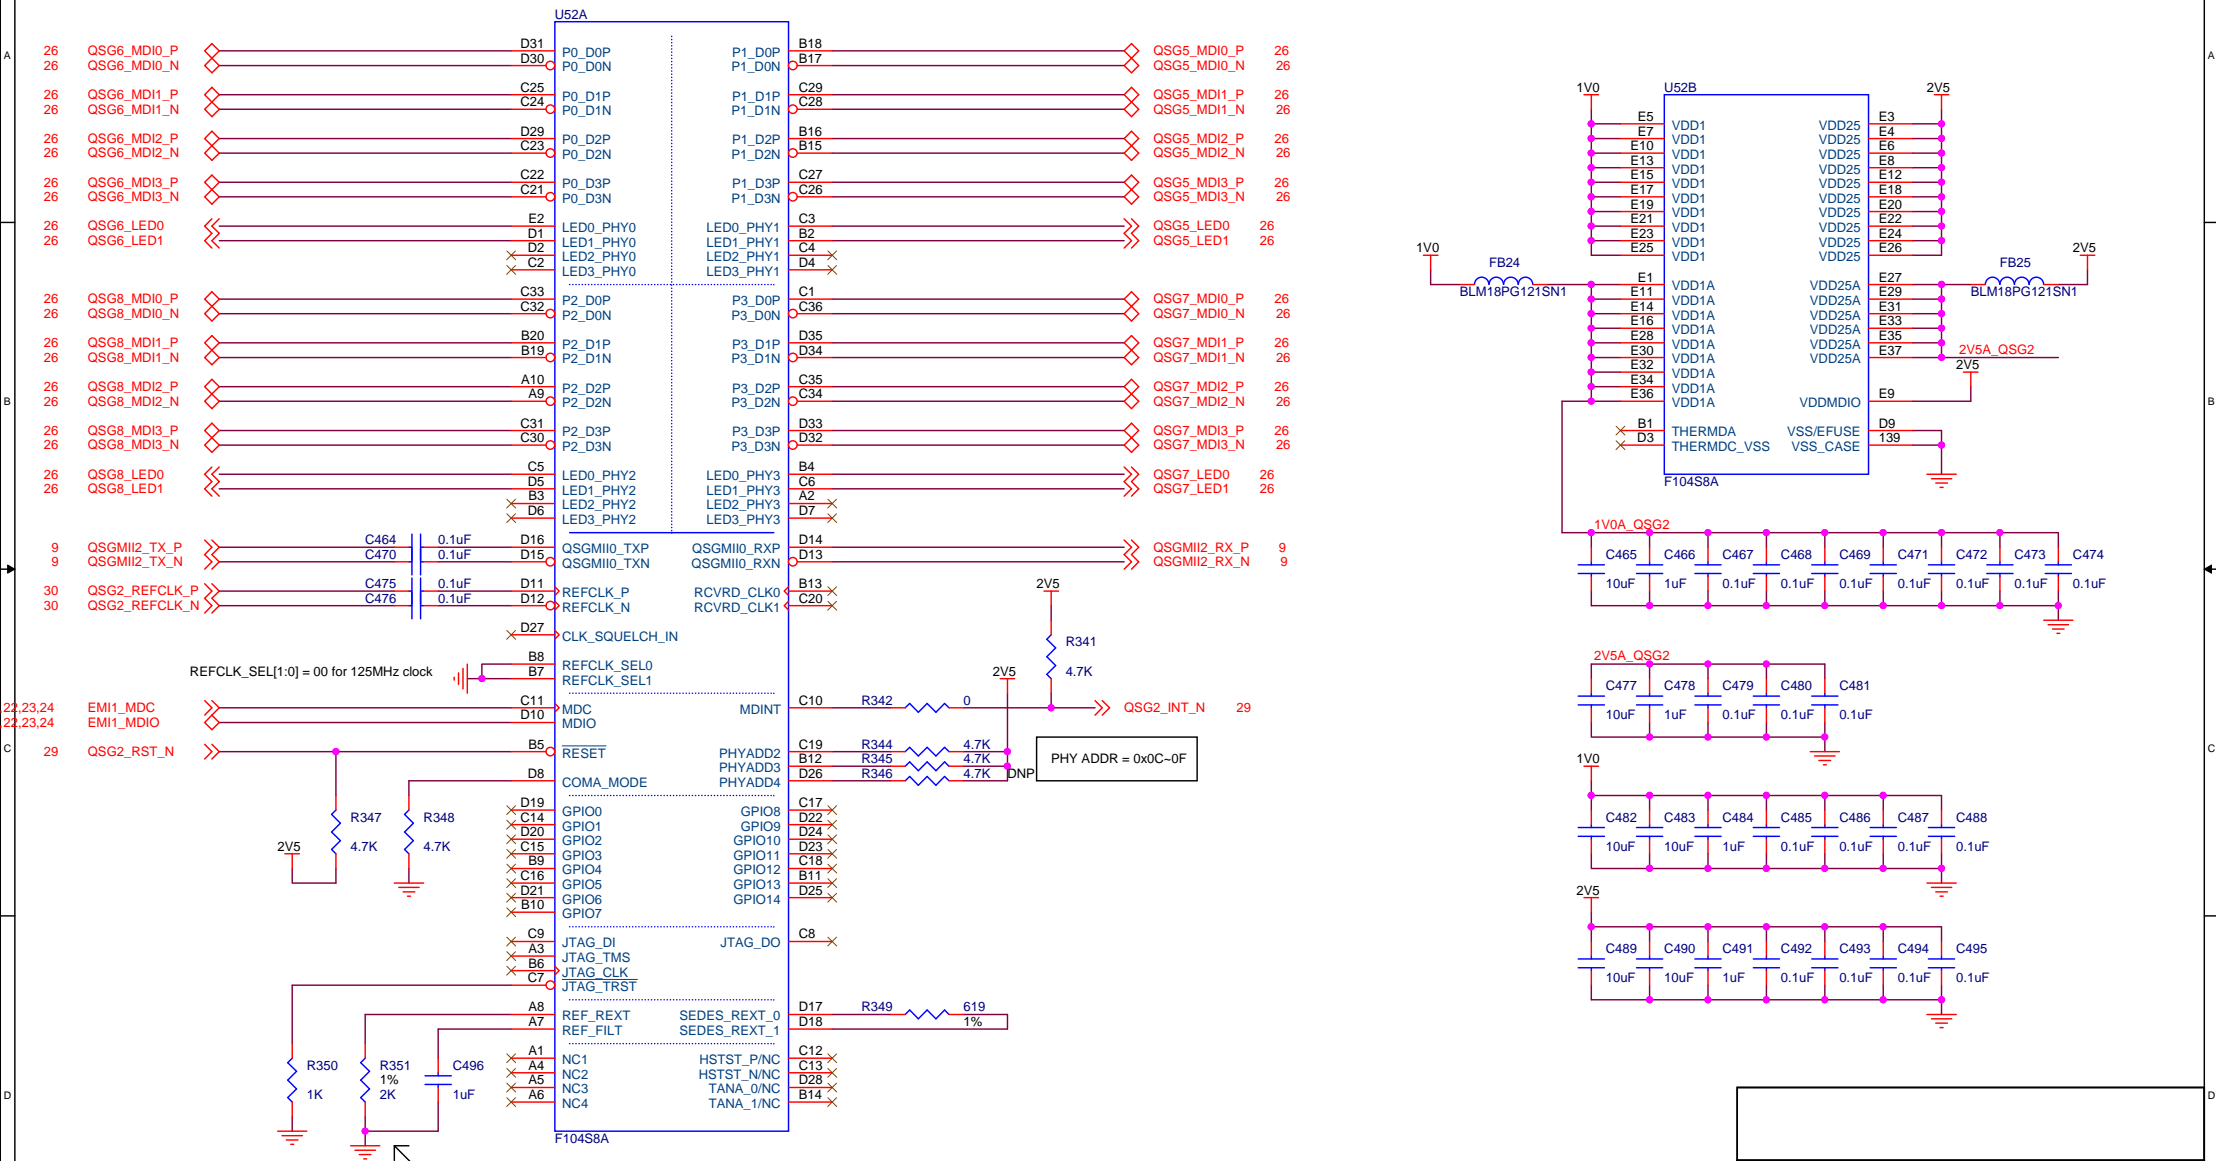 U52A
26 QSG6_MDI0_P D31 P0_D0P P1_D0P B18 QSG5_MDI0_P 26
26 QSG6_MDI0_N D30 P0_D0N P1_D0N B17 QSG5_MDI0_N 26
26 QSG6_MDI1_P C25 P0_D1P P1_D1P C29 QSG5_MDI1_P 26
26 QSG6_MDI1_N C24 P0_D1N P1_D1N C28 QSG5_MDI1_N 26
26 QSG6_MDI2_P D29 P0_D2P P1_D2P B16 QSG5_MDI2_P 26
26 QSG6_MDI2_N C23 P0_D2N P1_D2N B15 QSG5_MDI2_N 26
26 QSG6_MDI3_P C22 P0_D3P P1_D3P C27 QSG5_MDI3_P 26
26 QSG6_MDI3_N C21 P0_D3N P1_D3N C26 QSG5_MDI3_N 26
26 QSG6_LED0 E2 LED0_PHY0 LED0_PHY1 C3 QSG5_LED0 26
26 QSG6_LED1 D1 LED1_PHY0 LED1_PHY1 B2 QSG5_LED1 26
D2 LED2_PHY0 LED2_PHY1 C4
C2 LED3_PHY0 LED3_PHY1 D4
26 QSG8_MDI0_P C33 P2_D0P P3_D0P C1 QSG7_MDI0_P 26
26 QSG8_MDI0_N C32 P2_D0N P3_D0N C36 QSG7_MDI0_N 26
26 QSG8_MDI1_P B20 P2_D1P P3_D1P D35 QSG7_MDI1_P 26
26 QSG8_MDI1_N B19 P2_D1N P3_D1N D34 QSG7_MDI1_N 26
26 QSG8_MDI2_P A10 P2_D2P P3_D2P C35 QSG7_MDI2_P 26
26 QSG8_MDI2_N A9 P2_D2N P3_D2N C34 QSG7_MDI2_N 26
26 QSG8_MDI3_P C31 P2_D3P P3_D3P D33 QSG7_MDI3_P 26
26 QSG8_MDI3_N C30 P2_D3N P3_D3N D32 QSG7_MDI3_N 26
26 QSG8_LED0 C5 LED0_PHY2 LED0_PHY3 B4 QSG7_LED0 26
26 QSG8_LED1 D5 LED1_PHY2 LED1_PHY3 C6 QSG7_LED1 26
B3 LED2_PHY2 LED2_PHY3 A2
D6 LED3_PHY2 LED3_PHY3 D7
9 QSGMII2_TX_P C464 0.1uF D16 QSGMII0_TXP QSGMII0_RXP D14 QSGMII2_RX_P 9
9 QSGMII2_TX_N C470 0.1uF D15 QSGMII0_TXN QSGMII0_RXN D13 QSGMII2_RX_N 9
30 QSG2_REFCLK_P C475 0.1uF D11 REFCLK_P RCVRD_CLK0 B13 2V5
30 QSG2_REFCLK_N C476 0.1uF D12 REFCLK_N RCVRD_CLK1 C20
D27 CLK_SQUELCH_IN R341
4.7K
B8 REFCLK_SEL0
REFCLK_SEL[1:0] = 00 for 125MHz clock B7 REFCLK_SEL1 2V5
22,23,24 EMI1_MDC C11 MDC MDINT C10 R342 0 QSG2_INT_N 29
22,23,24 EMI1_MDIO D10 MDIO
29 QSG2_RST_N B5 RESET PHYADD2 C19 R344 4.7K
PHYADD3 B12 R345 4.7K PHY ADDR = 0x0C~0F
D8 COMA_MODE PHYADD4 D26 R346 4.7K DNP
D19 GPIO0 GPIO8 C17
R347 R348 C14 GPIO1 GPIO9 D22
D20 GPIO2 GPIO10 D24
2V5 4.7K 4.7K C15 GPIO3 GPIO11 D23
B9 GPIO4 GPIO12 C18
C16 GPIO5 GPIO13 B11
D21 GPIO6 GPIO14 D25
B10 GPIO7
C9 JTAG_DI JTAG_DO C8
A3 JTAG_TMS
B6 JTAG_CLK
C7 JTAG_TRST
A8 REF_REXT SEDES_REXT_0 D17 R349 619
A7 REF_FILT SEDES_REXT_1 D18 1%
A1 NC1 HSTST_P/NC C12
R350 R351 C496 A4 NC2 HSTST_N/NC C13
1%
A5 NC3 TANA_0/NC D28
1K 2K 1uF A6 NC4 TANA_1/NC B14
F104S8A
1V0 U52B 2V5
E5 VDD1 VDD25 E3
E7 VDD1 VDD25 E4
E10 VDD1 VDD25 E6
E13 VDD1 VDD25 E8
E15 VDD1 VDD25 E12
E17 VDD1 VDD25 E18
E19 VDD1 VDD25 E20
E21 VDD1 VDD25 E22
E23 VDD1 VDD25 E24
E25 VDD1 VDD25 E26
1V0 2V5
FB24 FB25
BLM18PG121SN1 BLM18PG121SN1
E1 VDD1A VDD25A E27
E11 VDD1A VDD25A E29
E14 VDD1A VDD25A E31
E16 VDD1A VDD25A E33
E28 VDD1A VDD25A E35
E30 VDD1A VDD25A E37 2V5A_QSG2
E32 VDD1A 2V5
E34 VDD1A
E36 VDD1A VDDMDIO E9
B1 THERMDA VSS/EFUSE D9
D3 THERMDC_VSS VSS_CASE 139
F104S8A
1V0A_QSG2
C465 C466 C467 C468 C469 C471 C472 C473 C474
10uF 1uF 0.1uF 0.1uF 0.1uF 0.1uF 0.1uF 0.1uF 0.1uF
2V5A_QSG2
C477 C478 C479 C480 C481
10uF 1uF 0.1uF 0.1uF 0.1uF
1V0
C482 C483 C484 C485 C486 C487 C488
10uF 10uF 1uF 0.1uF 0.1uF 0.1uF 0.1uF
2V5
C489 C490 C491 C492 C493 C494 C495
10uF 10uF 1uF 0.1uF 0.1uF 0.1uF 0.1uF
A A
B B
C C
D D